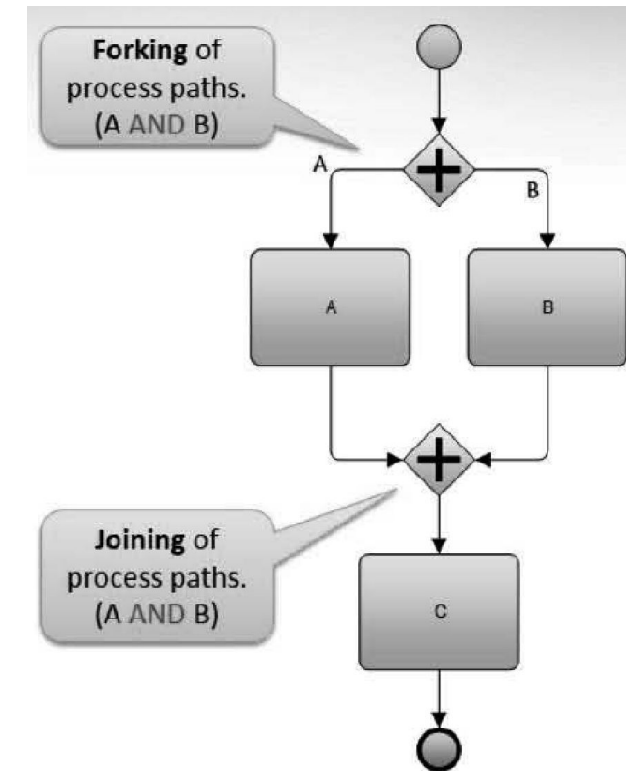 Forking of
process paths.
(A AND B)
A
B
A
B
Joining of
process paths.
(A AND B)
C